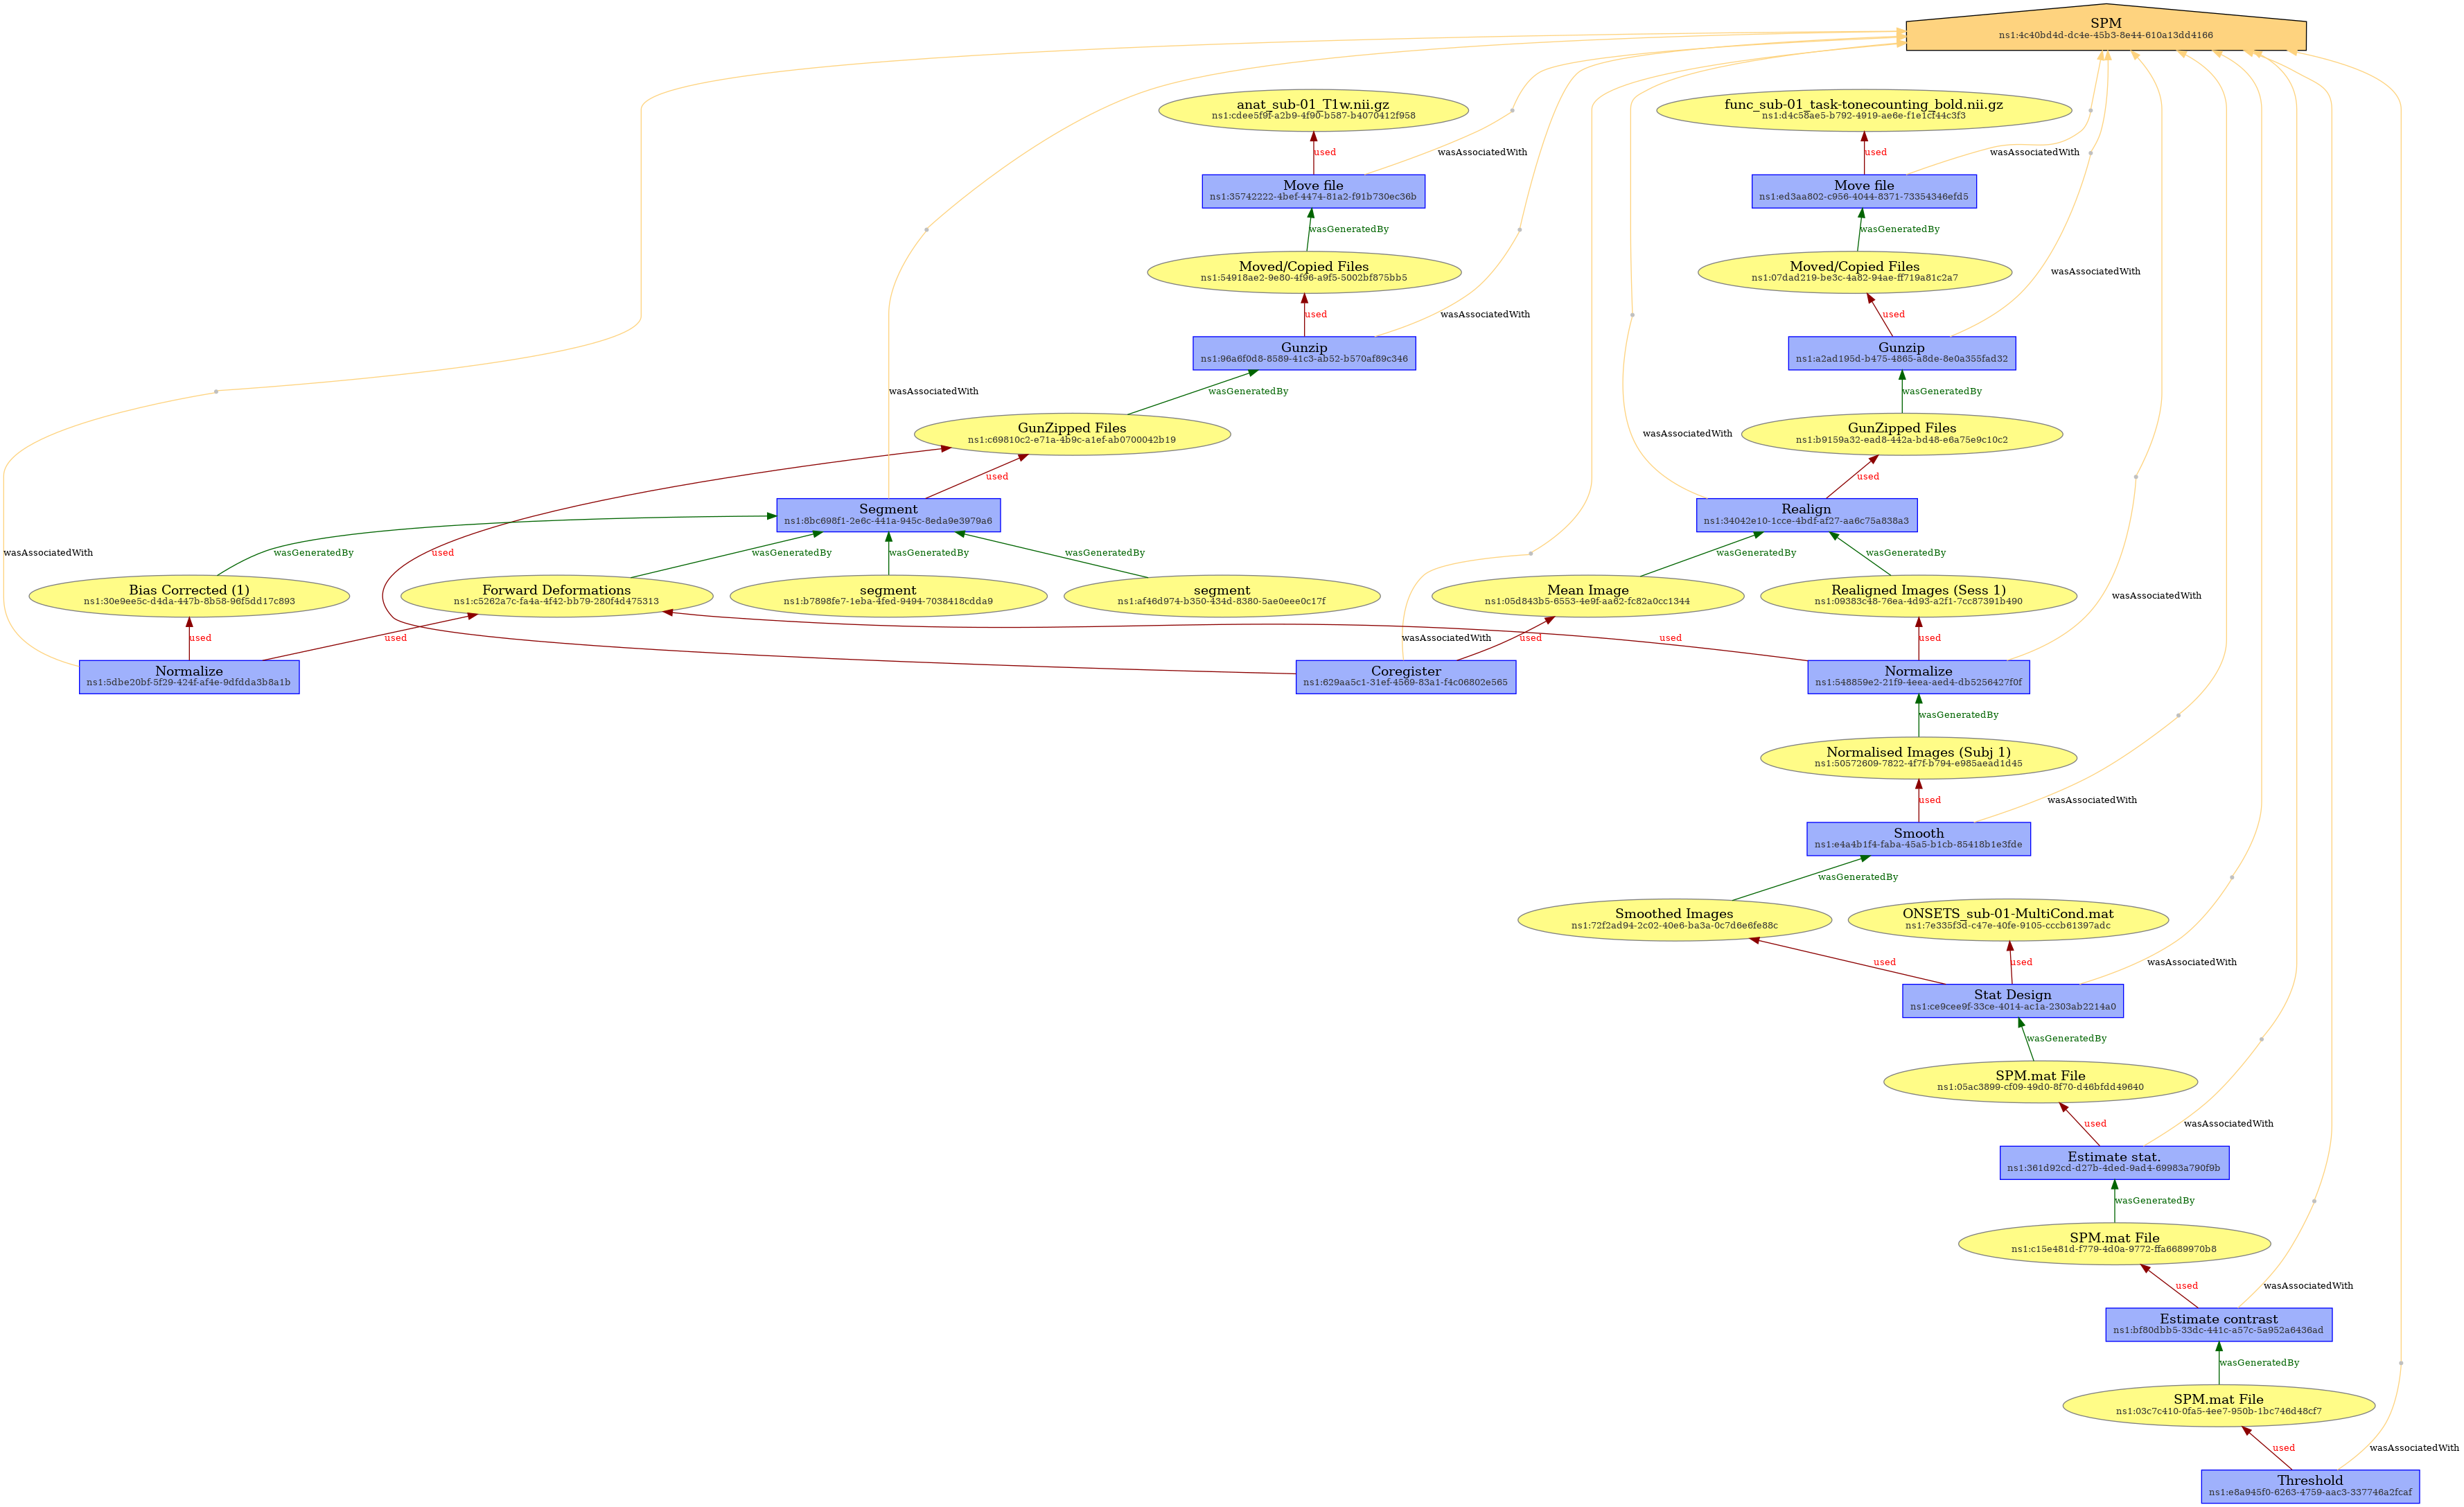 SPM
ns1:4c40bd4d-dc4e-45b3-8e44-610a13dd4166
anat_sub-01_T1w.nii.gz
ns1:cdee5f9f-a2b9-4f90-b587-b4070412f958
func_sub-01_task-tonecounting_bold.nii.gz
ns1:d4c58ae5-b792-4919-ae6e-f1e1cf44c3f3
used
wasAssociatedWith
used
wasAssociatedWith
Move file
ns1:35742222-4bef-4474-81a2-f91b730ec36b
Move file
ns1:ed3aa802-c956-4044-8371-73354346efd5
wasGeneratedBy
wasGeneratedBy
Moved/Copied Files
ns1:54918ae2-9e80-4f96-a9f5-5002bf875bb5
Moved/Copied Files
ns1:07dad219-be3c-4a82-94ae-ff719a81c2a7
wasAssociatedWith
used
wasAssociatedWith
used
Gunzip
ns1:96a6f0d8-8589-41c3-ab52-b570af89c346
Gunzip
ns1:a2ad195d-b475-4865-a8de-8e0a355fad32
wasAssociatedWith
wasGeneratedBy
wasGeneratedBy
GunZipped Files
ns1:c69810c2-e71a-4b9c-a1ef-ab0700042b19
wasAssociatedWith
GunZipped Files
ns1:b9159a32-ead8-442a-bd48-e6a75e9c10c2
used
used
Segment
ns1:8bc698f1-2e6c-441a-945c-8eda9e3979a6
Realign
ns1:34042e10-1cce-4bdf-af27-aa6c75a838a3
wasAssociatedWith
wasGeneratedBy
used
wasGeneratedBy
wasGeneratedBy
wasGeneratedBy
wasGeneratedBy
wasGeneratedBy
Bias Corrected (1)
ns1:30e9ee5c-d4da-447b-8b58-96f5dd17c893
Forward Deformations
ns1:c5262a7c-fa4a-4f42-bb79-280f4d475313
segment
ns1:b7898fe7-1eba-4fed-9494-7038418cdda9
segment
ns1:af46d974-b350-434d-8380-5ae0eee0c17f
Mean Image
ns1:05d843b5-6553-4e9f-aa62-fc82a0cc1344
Realigned Images (Sess 1)
ns1:09383c48-76ea-4d93-a2f1-7cc87391b490
wasAssociatedWith
used
used
wasAssociatedWith
used
used
used
Normalize
ns1:5dbe20bf-5f29-424f-af4e-9dfdda3b8a1b
Coregister
ns1:629aa5c1-31ef-4569-83a1-f4c06802e565
Normalize
ns1:548859e2-21f9-4eea-aed4-db5256427f0f
wasGeneratedBy
Normalised Images (Subj 1)
ns1:50572609-7822-4f7f-b794-e985aead1d45
used
wasAssociatedWith
Smooth
ns1:e4a4b1f4-faba-45a5-b1cb-85418b1e3fde
wasGeneratedBy
Smoothed Images
ns1:72f2ad94-2c02-40e6-ba3a-0c7d6e6fe88c
ONSETS_sub-01-MultiCond.mat
ns1:7e335f3d-c47e-40fe-9105-cccb61397adc
used
used
wasAssociatedWith
Stat Design
ns1:ce9cee9f-33ce-4014-ac1a-2303ab2214a0
wasGeneratedBy
SPM.mat File
ns1:05ac3899-cf09-49d0-8f70-d46bfdd49640
used
wasAssociatedWith
Estimate stat.
ns1:361d92cd-d27b-4ded-9ad4-69983a790f9b
wasGeneratedBy
SPM.mat File
ns1:c15e481d-f779-4d0a-9772-ffa6689970b8
used
wasAssociatedWith
Estimate contrast
ns1:bf80dbb5-33dc-441c-a57c-5a952a6436ad
wasGeneratedBy
SPM.mat File
ns1:03c7c410-0fa5-4ee7-950b-1bc746d48cf7
used
wasAssociatedWith
Threshold
ns1:e8a945f0-6263-4759-aac3-337746a2fcaf